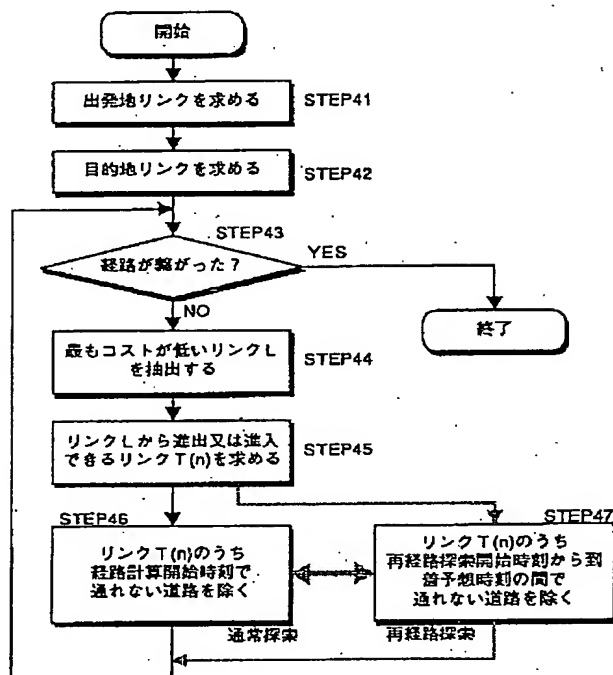 開始
出発地リンクを求める
STEP41
目的地リンクを求める
STEP42
STEP43
経路が繋がった?
YES
NO
終了
最もコストが低いリンクL
を抽出する
STEP44
リンクLから進出又は進入
できるリンクT(n)を求める
STEP45
STEP46
リンクT(n)のうち
経路計算開始時刻で
通れない道路を除く
通常探索
STEP47
リンクT(n)のうち
再経路探索開始時刻から到
着予想時刻の間で
通れない道路を除く
再経路探索